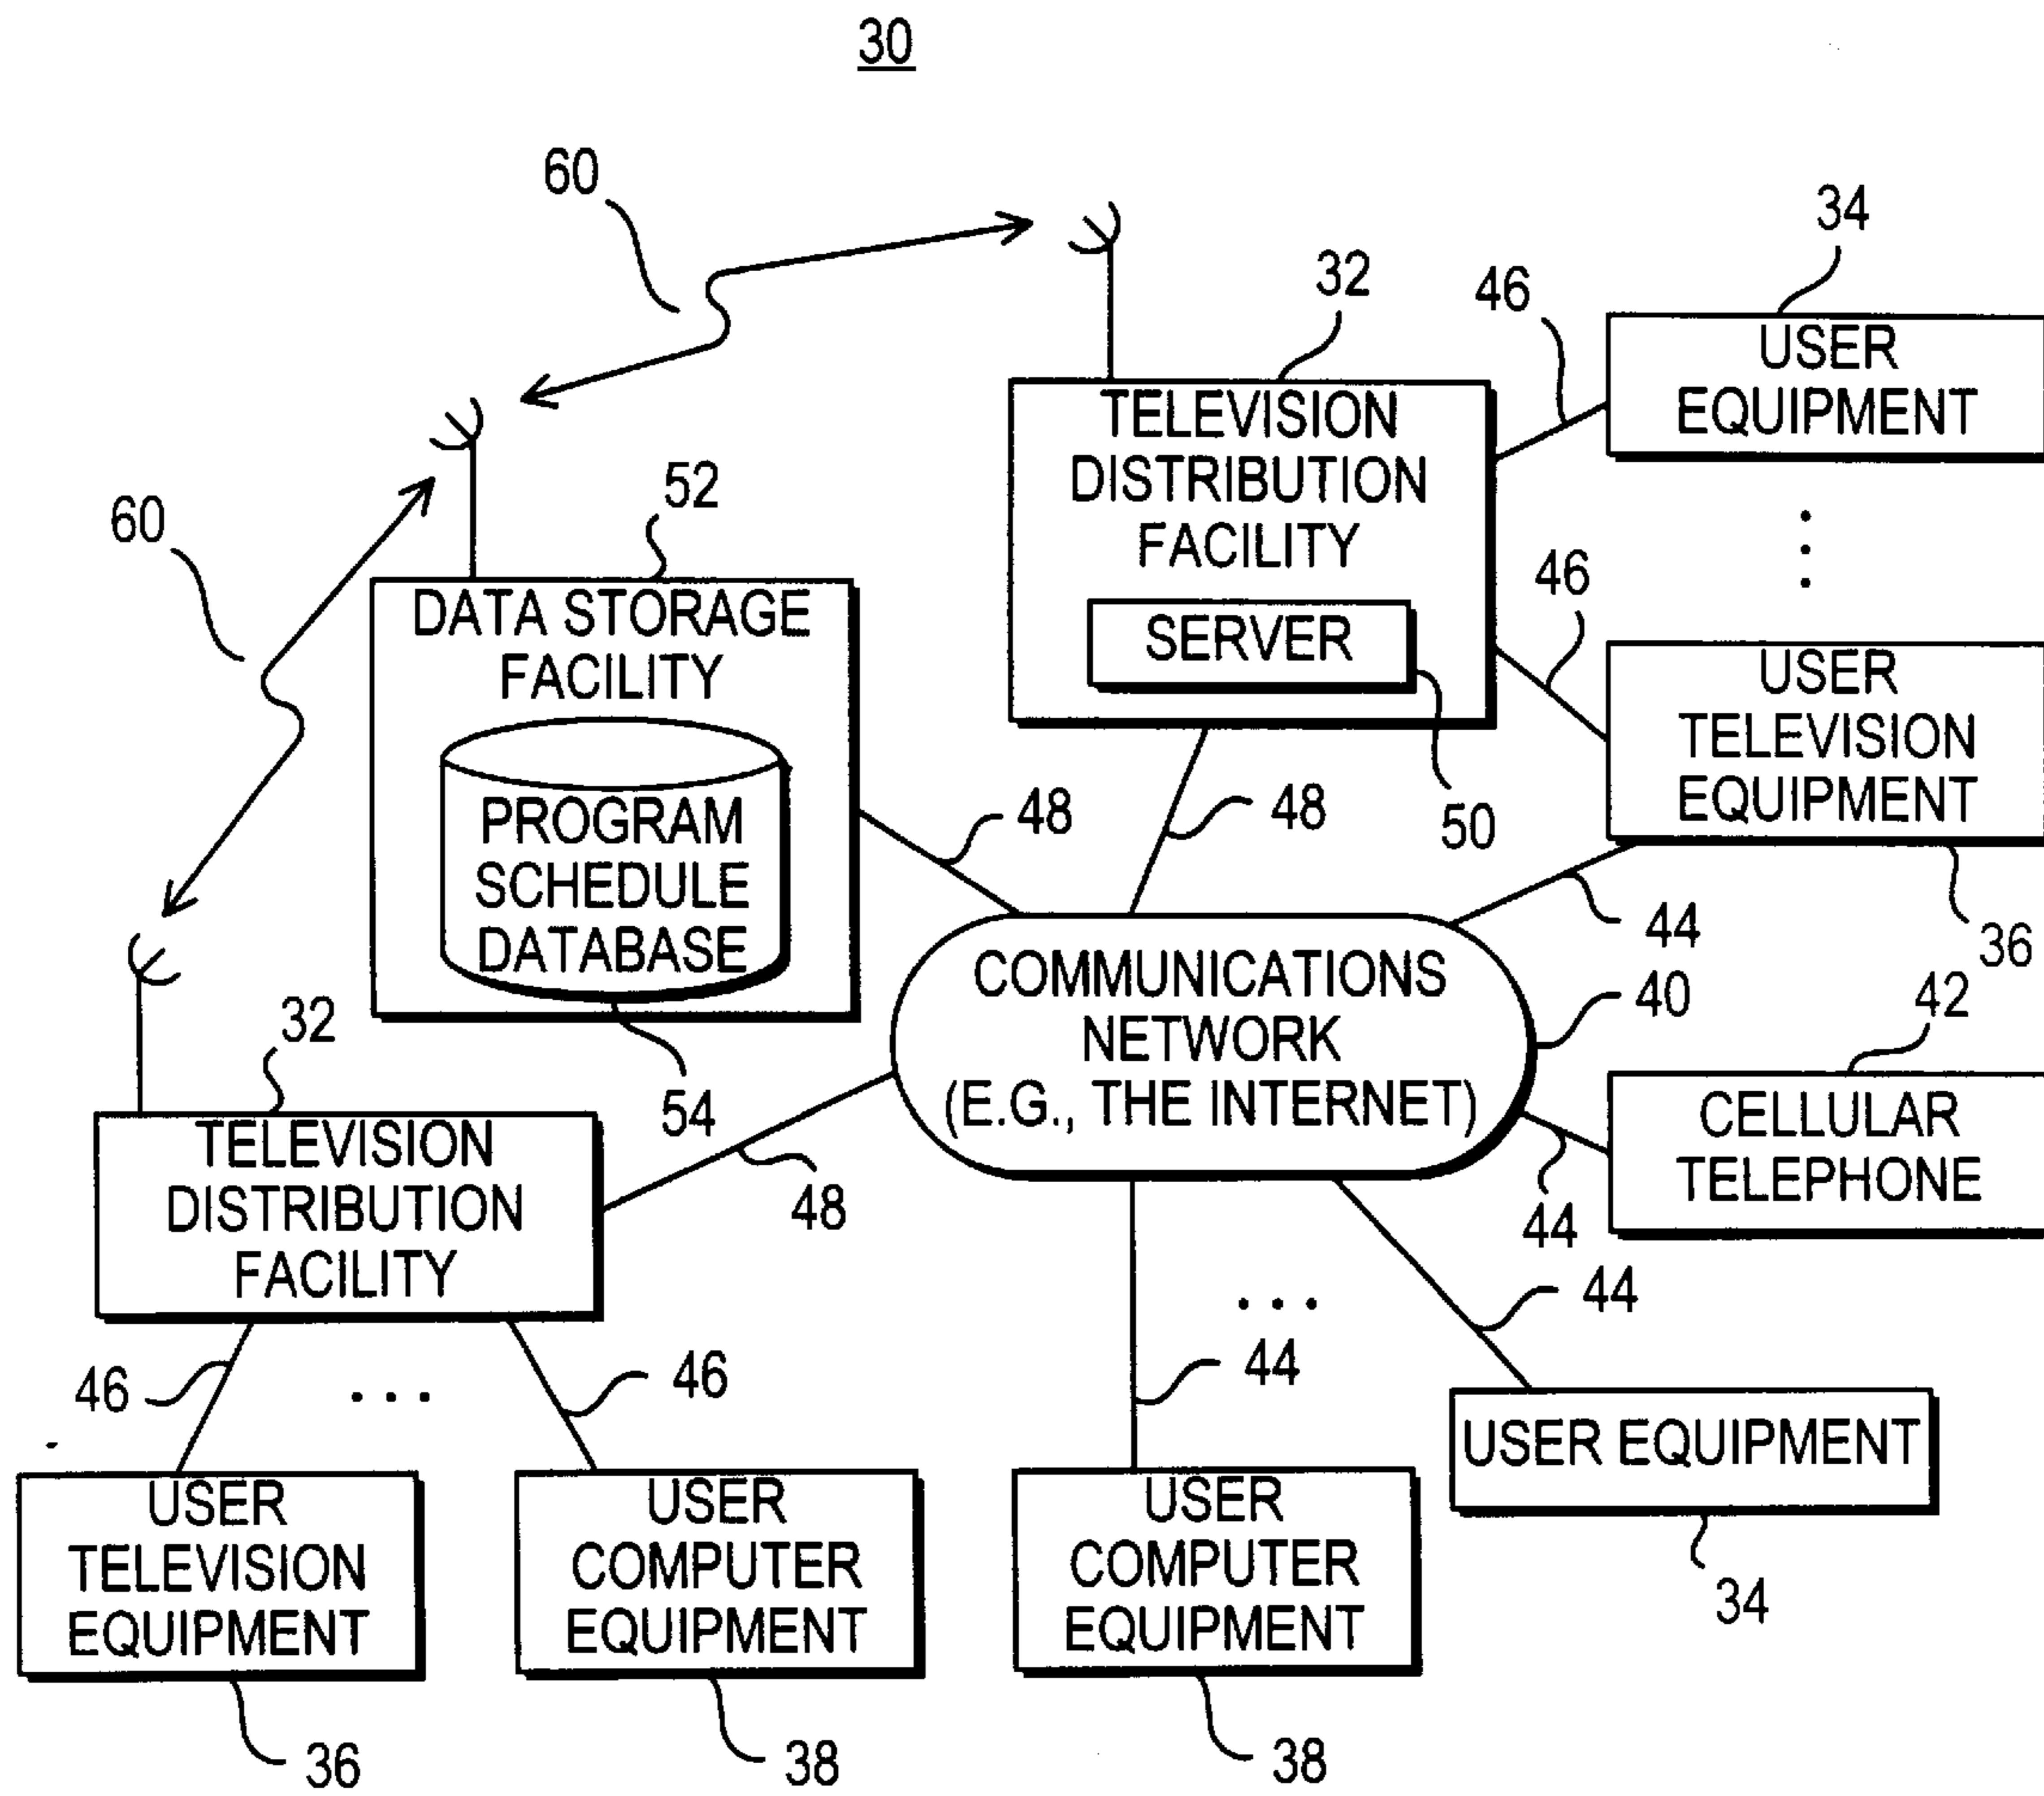 30
60
34
32
46
USER
EQUIPMENT
TELEVISION
DISTRIBUTION
FACILITY
SERVER
50
60
52
46
DATA STORAGE
FACILITY
PROGRAM
SCHEDULE
DATABASE
54
USER
TELEVISION
EQUIPMENT
36
48
48
44
COMMUNICATIONS
NETWORK
(E.G., THE INTERNET)
40
42
CELLULAR
TELEPHONE
44
32
TELEVISION
DISTRIBUTION
FACILITY
48
44
44
46
46
USER
TELEVISION
EQUIPMENT
36
USER
COMPUTER
EQUIPMENT
38
USER
COMPUTER
EQUIPMENT
38
USER EQUIPMENT
34